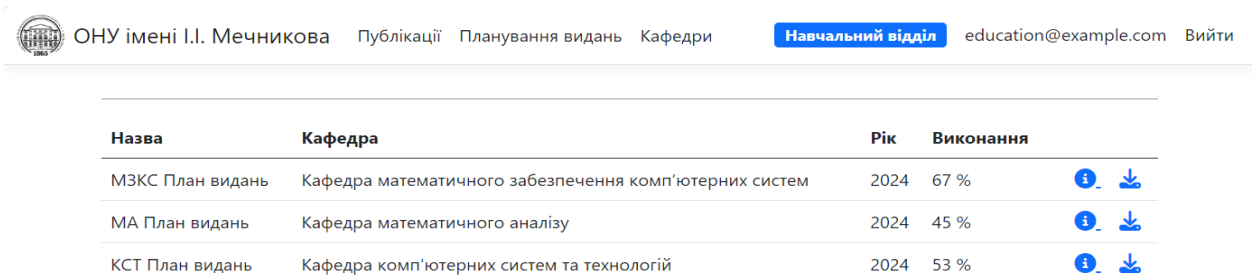 ОНУ імені І.І. Мечникова Публікації Планування видань Кафедри Навчальний відділ education@example.com Вийти
1865
Назва Кафедра Рік Виконання
МЗКС План видань Кафедра математичного забезпечення комп’ютерних систем 2024 67 %
МА План видань Кафедра математичного аналізу 2024 45 %
КСТ План видань Кафедра комп'ютерних систем та технологій 2024 53 %